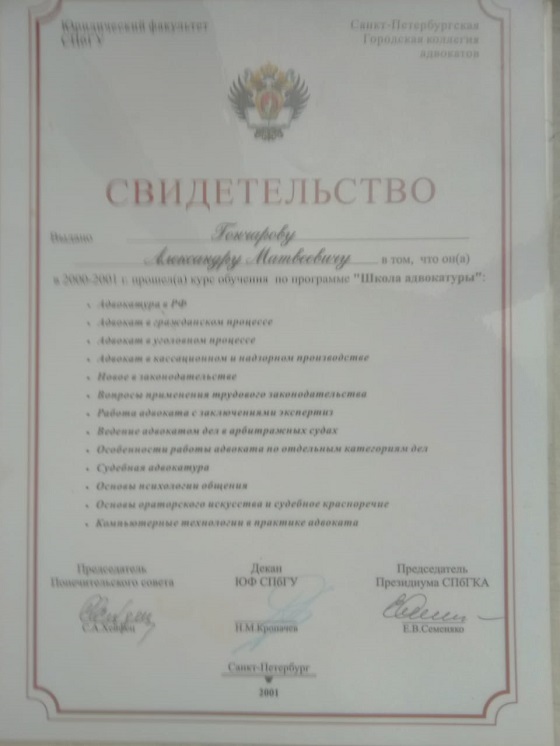 Юридический факультет
СПбГУ
Санкт-Петербургская
Городская коллегия
адвокатов
СВИДЕТЕЛЬСТВО
Выдано Гончарову
Александру Матвеевичу в том, что он(а)
в 2000-2001 г. прошел(а) курс обучения по программе "Школа адвокатуры":
Адвокатура в РФ
Адвокат в гражданском процессе
Адвокат в уголовном процессе
Адвокат в кассационном и надзорном производстве
Новое в законодательстве
Вопросы применения трудового законодательства
Работа адвоката с заключениями экспертиз
Ведение адвокатом дел в арбитражных судах
Особенности работы адвоката по отдельным категориям дел
Судебная адвокатура
Основы психологии общения
Основы ораторского искусства и судебное красноречие
Компьютерные технологии в практике адвоката
Председатель
Попечительского совета
С.А.Хейфец
Декан
ЮФ СПбГУ
Н.М.Кропачев
Председатель
Президиума СПбГКА
Е.В.Семеняко
Санкт-Петербург
2001